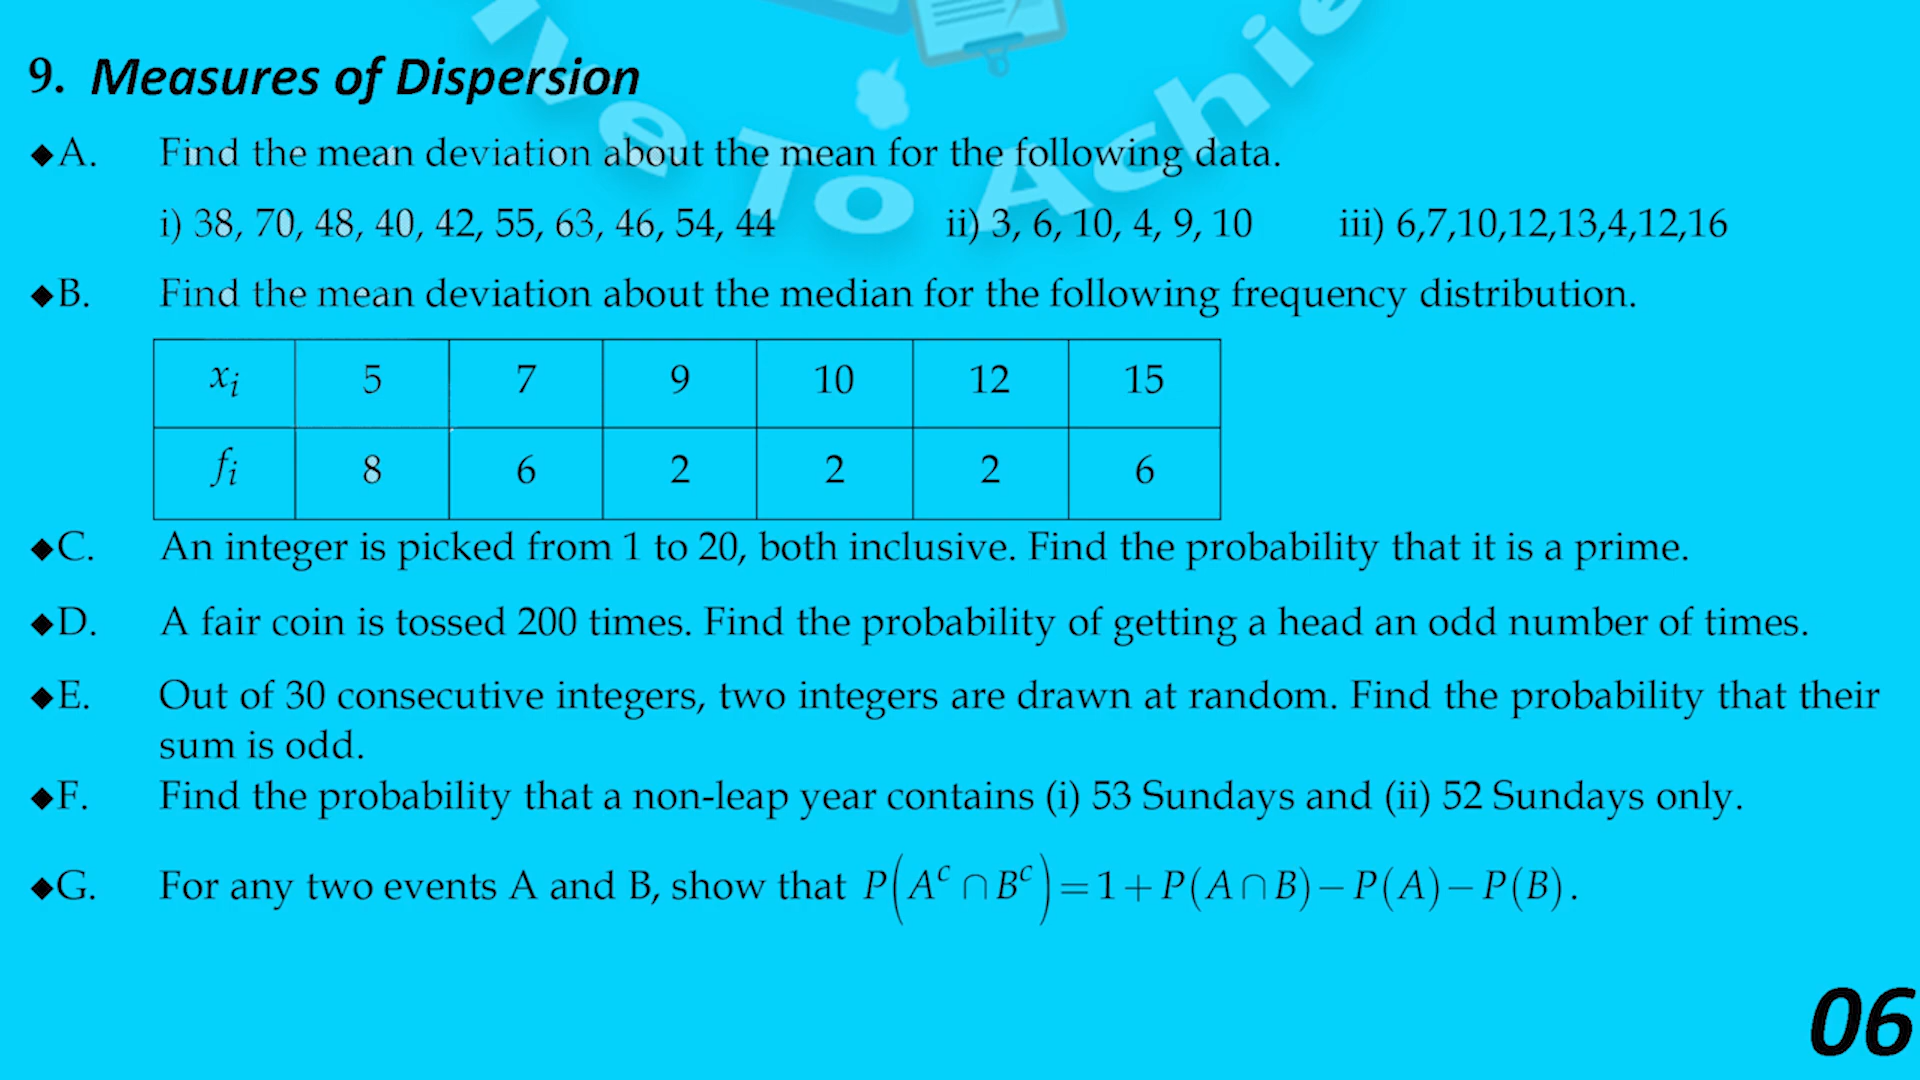 ive To Achie
9. Measures of Dispersion
◆A. Find the mean deviation about the mean for the following data.
i) 38, 70, 48, 40, 42, 55, 63, 46, 54, 44 ii) 3, 6, 10, 4, 9, 10 iii) 6,7,10,12,13,4,12,16
◆B. Find the mean deviation about the median for the following frequency distribution.
xᵢ 5 7 9 10 12 15
fᵢ 8 6 2 2 2 6
◆C. An integer is picked from 1 to 20, both inclusive. Find the probability that it is a prime.
◆D. A fair coin is tossed 200 times. Find the probability of getting a head an odd number of times.
◆E. Out of 30 consecutive integers, two integers are drawn at random. Find the probability that their
sum is odd.
◆F. Find the probability that a non-leap year contains (i) 53 Sundays and (ii) 52 Sundays only.
◆G. For any two events A and B, show that P(Aᶜ∩Bᶜ)=1+P(A∩B)−P(A)−P(B).
06